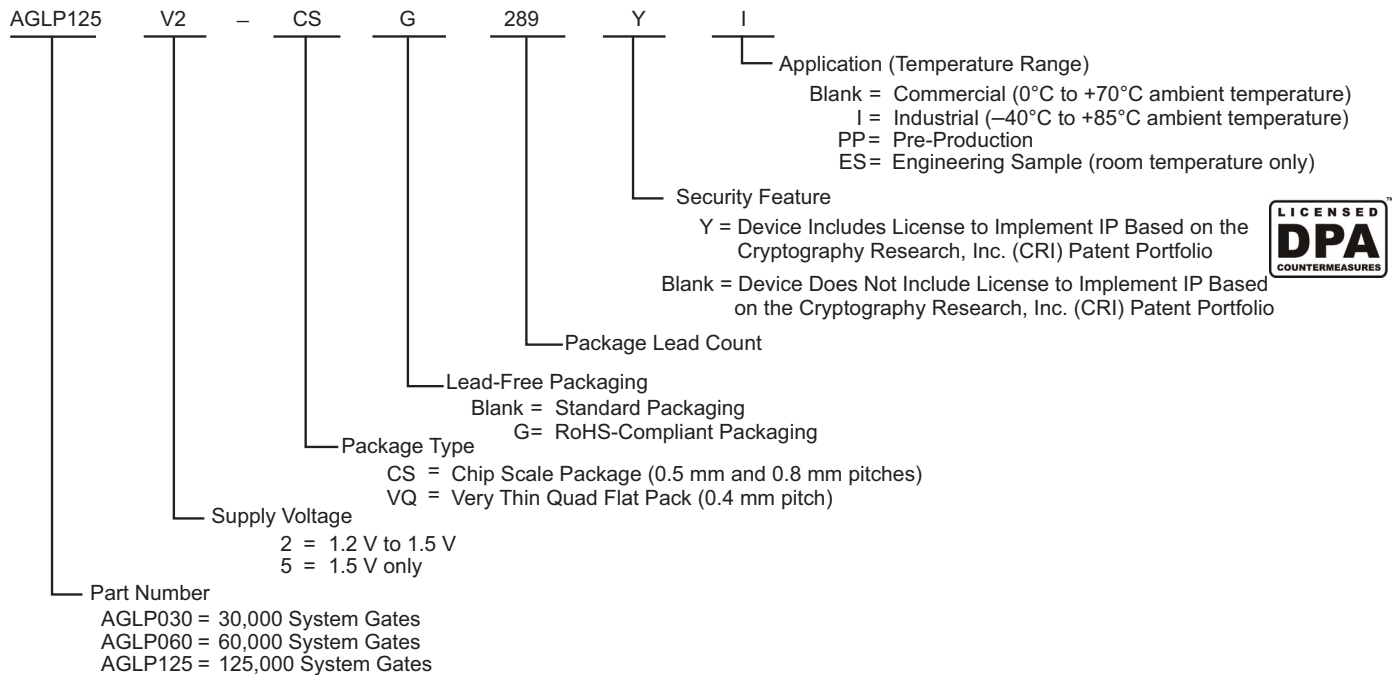 AGLP125 V2 – CS G 289 Y I
Application (Temperature Range)
Blank = Commercial (0°C to +70°C ambient temperature)
I = Industrial (–40°C to +85°C ambient temperature)
PP = Pre-Production
ES = Engineering Sample (room temperature only)
Security Feature
Y = Device Includes License to Implement IP Based on the
Cryptography Research, Inc. (CRI) Patent Portfolio
Blank = Device Does Not Include License to Implement IP Based
on the Cryptography Research, Inc. (CRI) Patent Portfolio
LICENSED ™
DPA
COUNTERMEASURES
Package Lead Count
Lead-Free Packaging
Blank = Standard Packaging
G= RoHS-Compliant Packaging
Package Type
CS = Chip Scale Package (0.5 mm and 0.8 mm pitches)
VQ = Very Thin Quad Flat Pack (0.4 mm pitch)
Supply Voltage
2 = 1.2 V to 1.5 V
5 = 1.5 V only
Part Number
AGLP030 = 30,000 System Gates
AGLP060 = 60,000 System Gates
AGLP125 = 125,000 System Gates